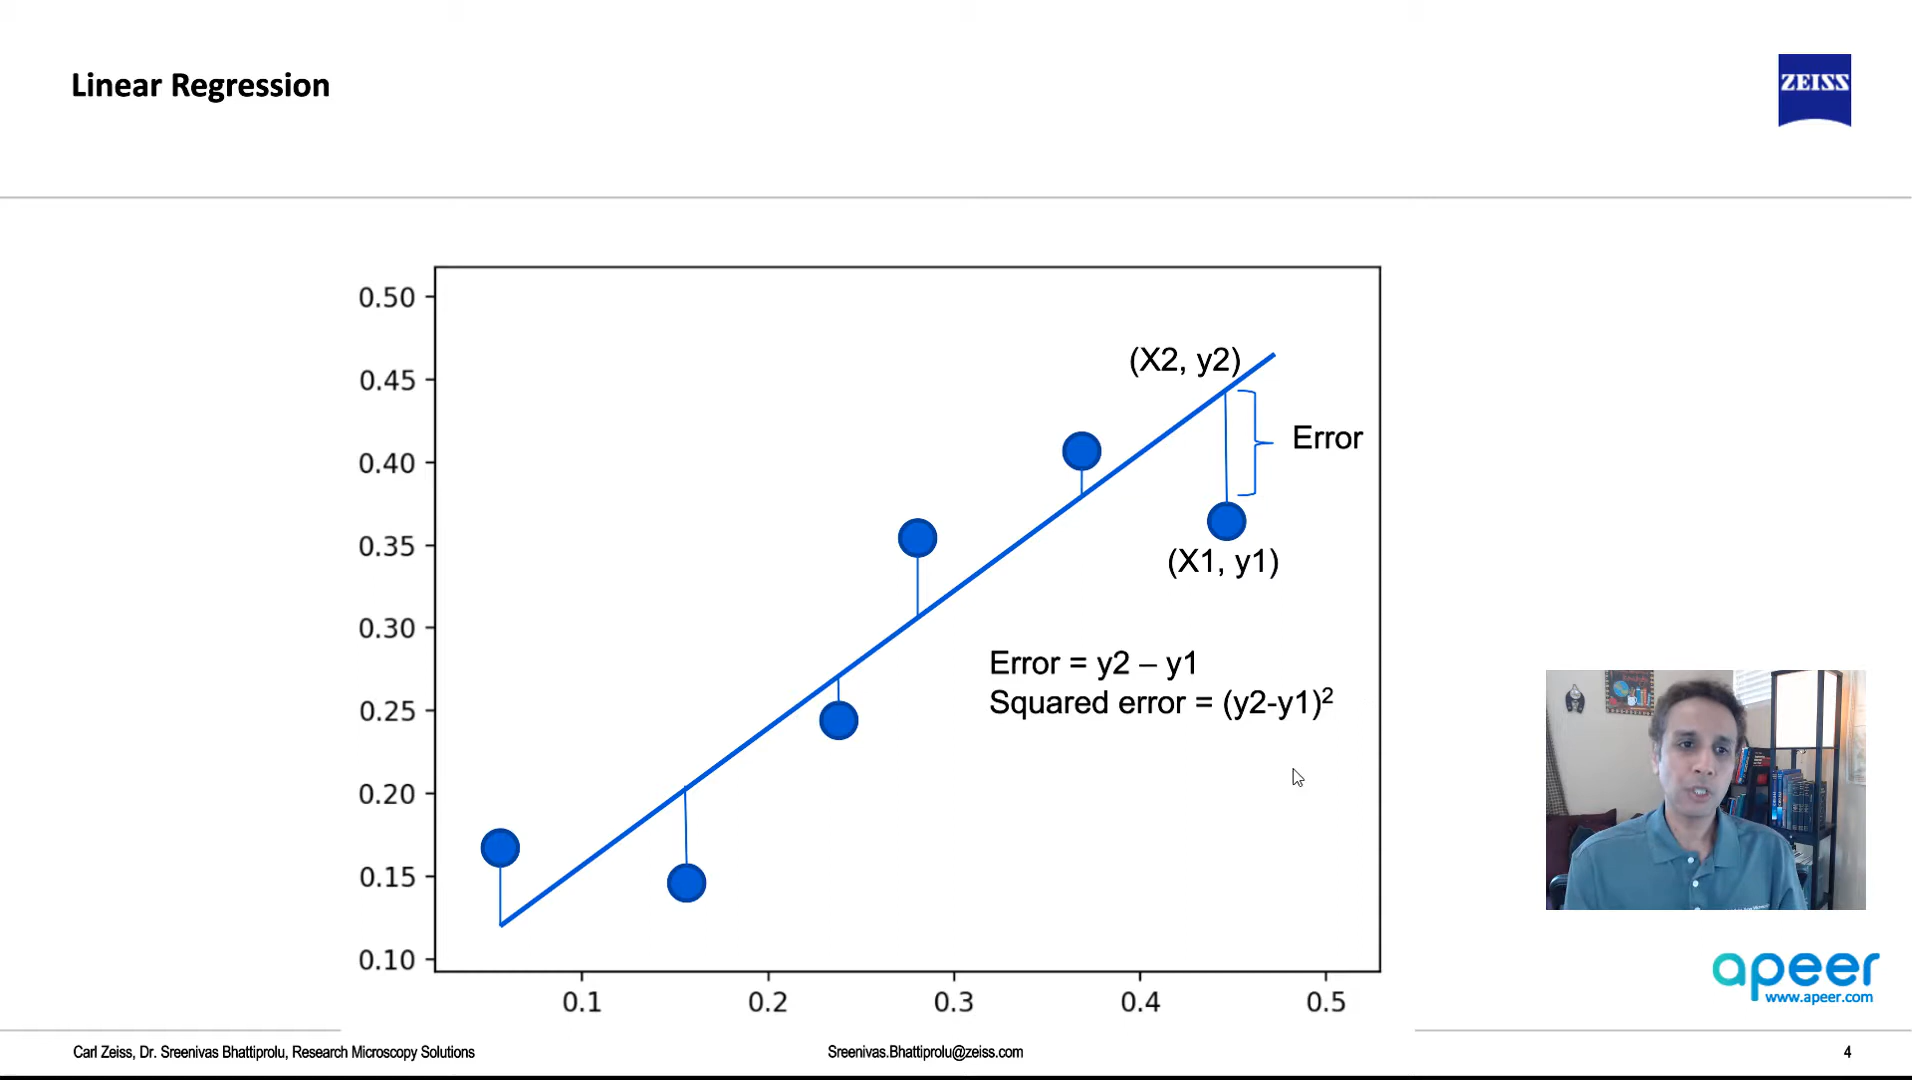 Linear Regression
ZEISS
0.50
0.45
0.40
0.35
0.30
0.25
0.20
0.15
0.10
(X2, y2)
Error
(X1, y1)
Error = y2 – y1
Squared error = (y2-y1)²
0.1 0.2 0.3 0.4 0.5
apeer
www.apeer.com
Carl Zeiss, Dr. Sreenivas Bhattiprolu, Research Microscopy Solutions
Sreenivas.Bhattiprolu@zeiss.com
4